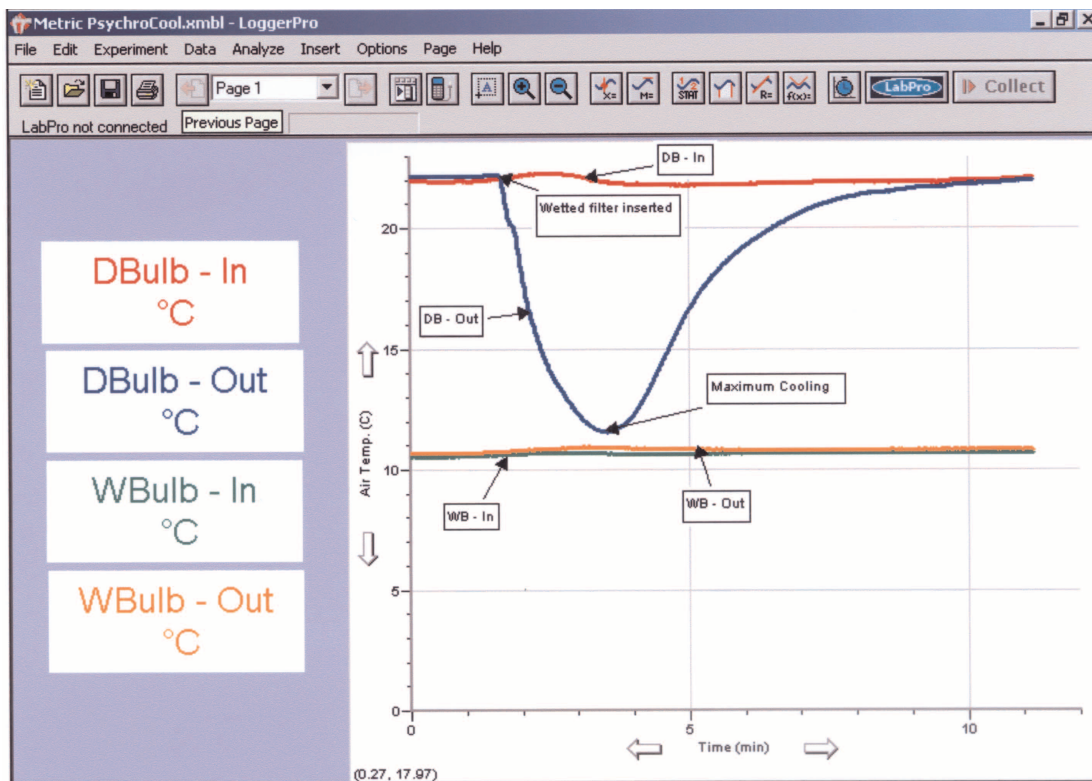 Metric PsychroCool.xmbl - LoggerPro
File Edit Experiment Data Analyze Insert Options Page Help
Page 1
X=
M=
STAT
R=
f(x)=
LabPro
Collect
LabPro not connected
Previous Page
DBulb - In
°C
DBulb - Out
°C
WBulb - In
°C
WBulb - Out
°C
DB - In
Wetted filter inserted
DB - Out
Maximum Cooling
WB - In
WB - Out
Air Temp. (C)
20
15
10
5
0
0
5
10
Time (min)
(0.27, 17.97)